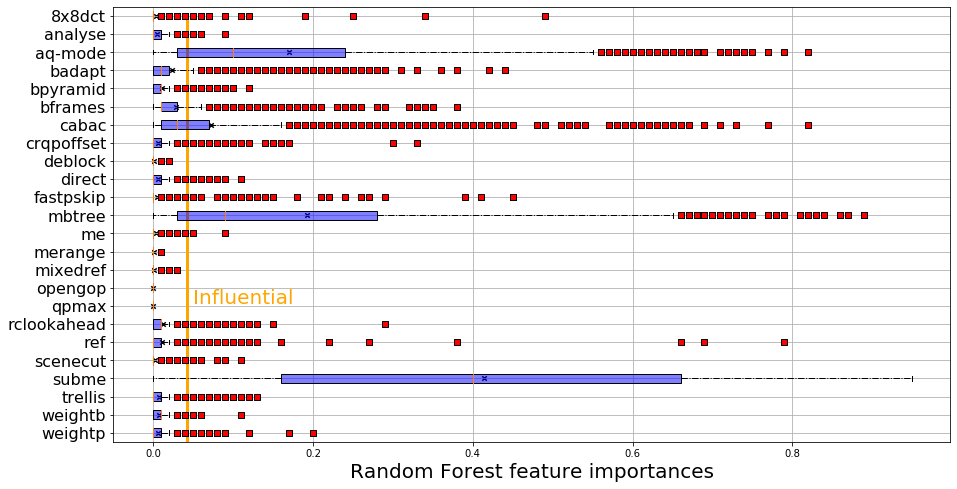 8x8dct
analyse
aq-mode
badapt
bpyramid
bframes
cabac
crqpoffset
deblock
direct
fastpskip
mbtree
me
merange
mixedref
opengop
Influential
qpmax
rclookahead
ref
scenecut
subme
trellis
weightb
weightp
0.0 0.2 0.4 0.6 0.8
Random Forest feature importances